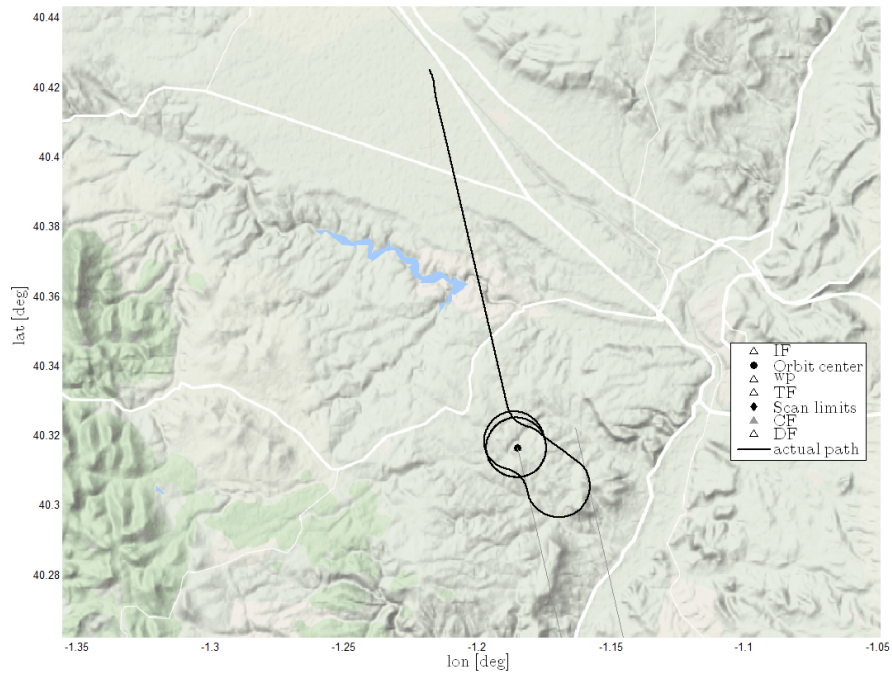 40.44
40.42
40.4
40.38
40.36
40.34
40.32
40.3
40.28
lat [deg]
-1.35
-1.3
-1.25
-1.2
-1.15
-1.1
-1.05
lon [deg]
IF
Orbit center
wp
TF
Scan limits
CF
DF
actual path